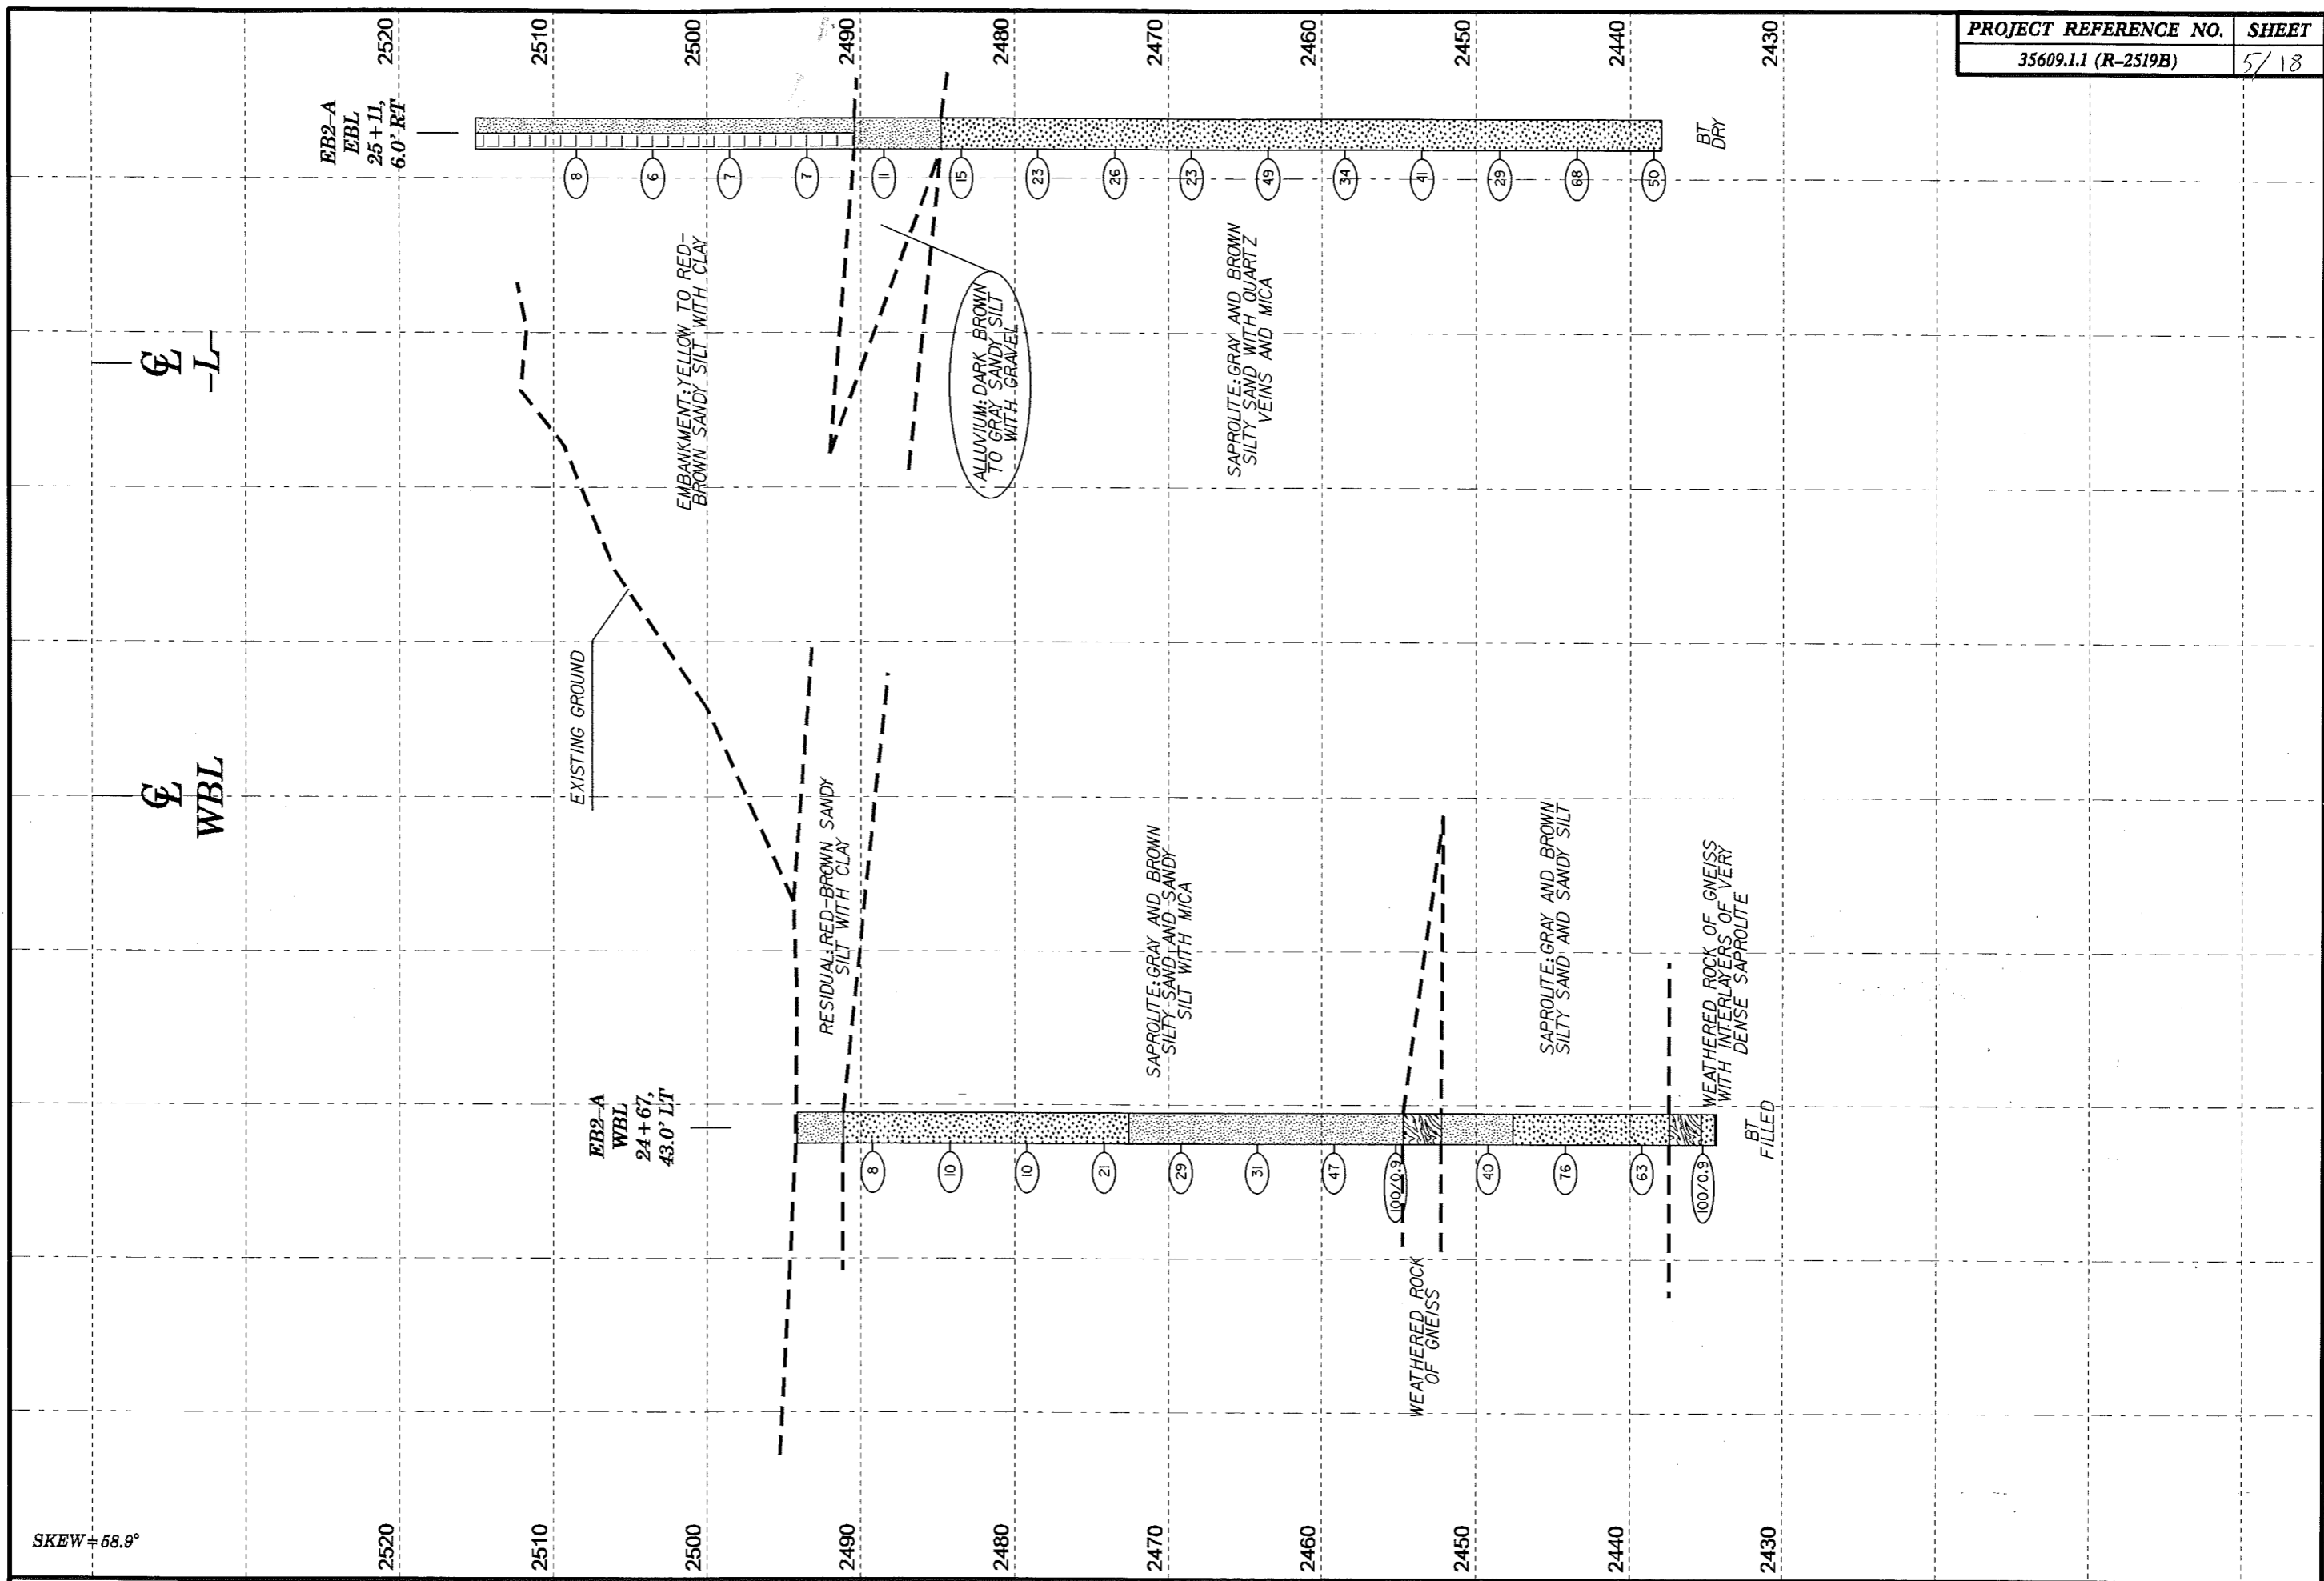 PROJECT REFERENCE NO. SHEET
35609.1.1 (R-2519B) 5/18
2520 2510 2500 2490 2480 2470 2460 2450 2440 2430
EB2-A
EBL
25+11,
6.0' RT
8 6 7 7 11 15 23 26 23 49 34 41 29 68 50
BT
DRY
EMBANKMENT: YELLOW TO RED-
BROWN SANDY SILT WITH CLAY
ALLUVIUM: DARK BROWN
TO GRAY SANDY SILT
WITH GRAVEL
SAPROLITE: GRAY AND BROWN
SILTY SAND WITH QUARTZ
VEINS AND MICA
℄
-L-
EXISTING GROUND
℄
WBL
RESIDUAL: RED-BROWN SANDY
SILT WITH CLAY
SAPROLITE: GRAY AND BROWN
SILTY SAND AND SANDY
SILT WITH MICA
SAPROLITE: GRAY AND BROWN
SILTY SAND AND SANDY SILT
WEATHERED ROCK OF GNEISS
WITH INTERLAYERS OF VERY
DENSE SAPROLITE
EB2-A
WBL
24+67,
43.0' LT
8 10 10 21 29 31 47 100/0.9 40 76 63 100/0.9
BT
FILLED
WEATHERED ROCK
OF GNEISS
SKEW = 58.9°
2520 2510 2500 2490 2480 2470 2460 2450 2440 2430